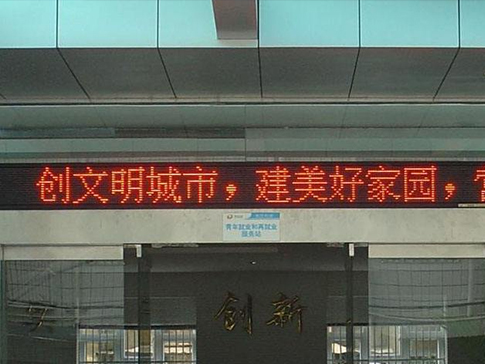 创文明城市，建美好家园，
青年就业和再就业
服务站
创新